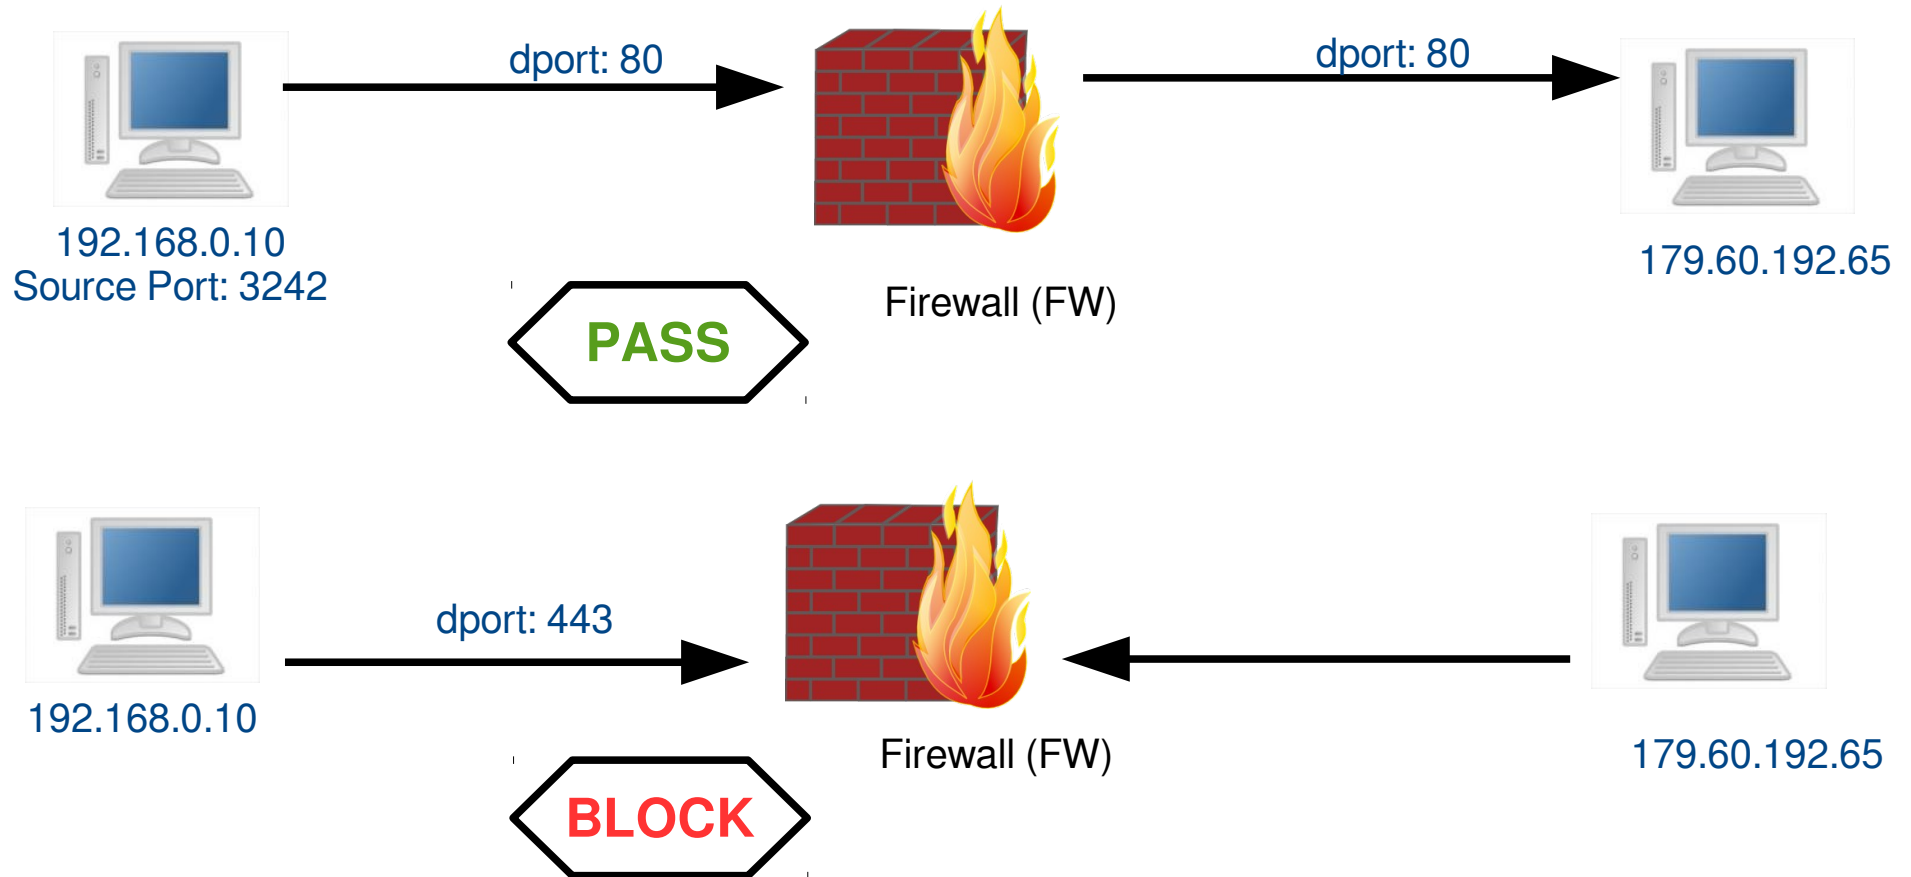 dport: 80
dport: 80
192.168.0.10
Source Port: 3242
179.60.192.65
Firewall (FW)
PASS
dport: 443
192.168.0.10
Firewall (FW)
179.60.192.65
BLOCK